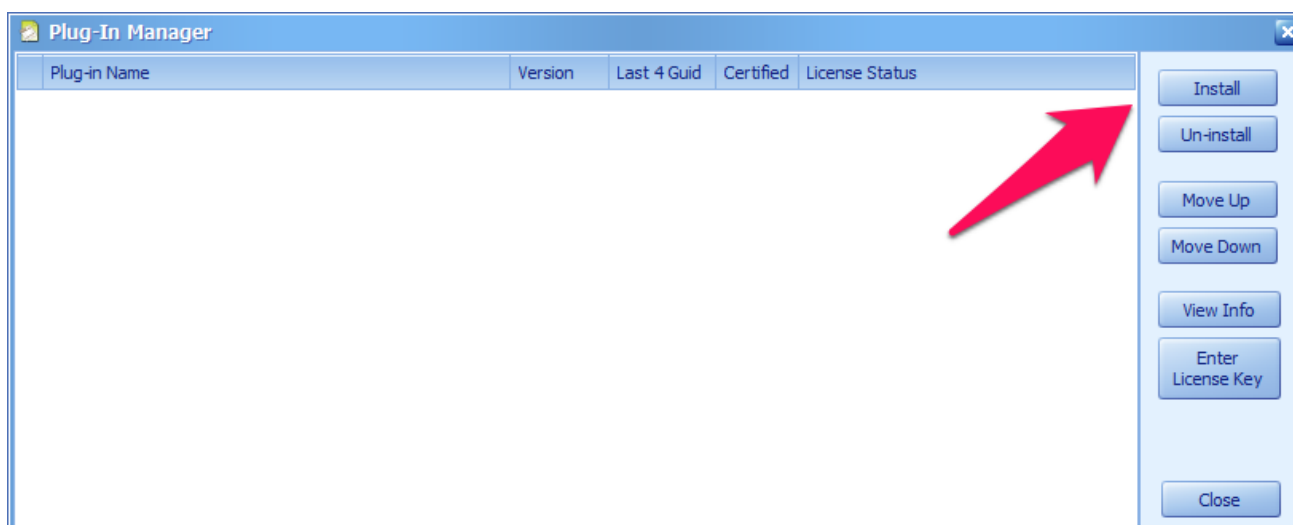 Plug-In Manager
Plug-in Name Version Last 4 Guid Certified License Status
Install
Un-install
Move Up
Move Down
View Info
Enter
License Key
Close